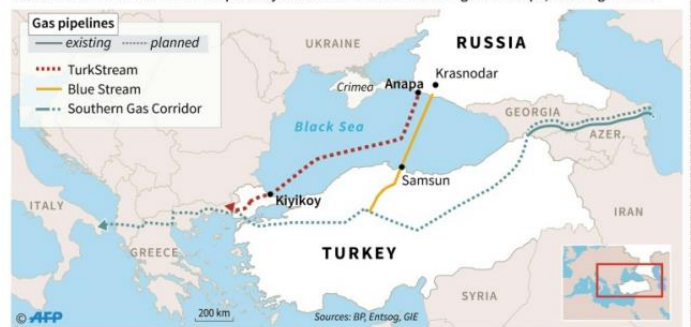 Gas pipelines
existing planned
TurkStream
Blue Stream
Southern Gas Corridor
UKRAINE
RUSSIA
Crimea
Anapa
Krasnodar
Black Sea
GEORGIA
AZER.
Samsun
Kiyikoy
ITALY
GREECE
TURKEY
IRAN
SYRIA
© AFP
200 km
Sources: BP, Entsog, GIE